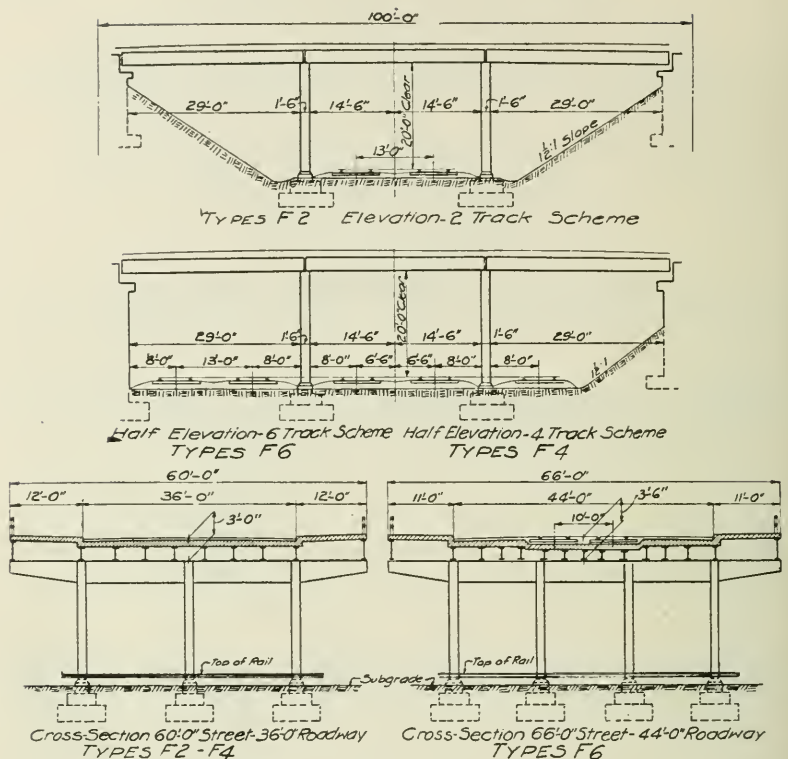 100'-0"
29'-0" 1'-6" 14'-6" 14'-6" 1'-6" 29'-0"
20'-0" Clear
13'-0"
1½:1 Slope
TYPES F2 Elevation-2 Track Scheme
29'-0" 1'-6" 14'-6" 14'-6" 1'-6" 29'-0"
20'-0" Clear
8'-0" 13'-0" 8'-0" 8'-0" 6'-6" 6'-6" 8'-0" 8'-0"
1½:1
Half Elevation-6 Track Scheme Half Elevation-4 Track Scheme
TYPES F6 TYPES F4
60'-0" 66'-0"
12'-0" 36'-0" 12'-0" 11'-0" 44'-0" 11'-0"
3'-0" 10'-0" 3'-6"
Top of Rail Top of Rail
Subgrade
Cross-Section 60'-0" Street-36'-0" Roadway Cross-Section 66'-0" Street-44'-0" Roadway
TYPES F2-F4 TYPES F6